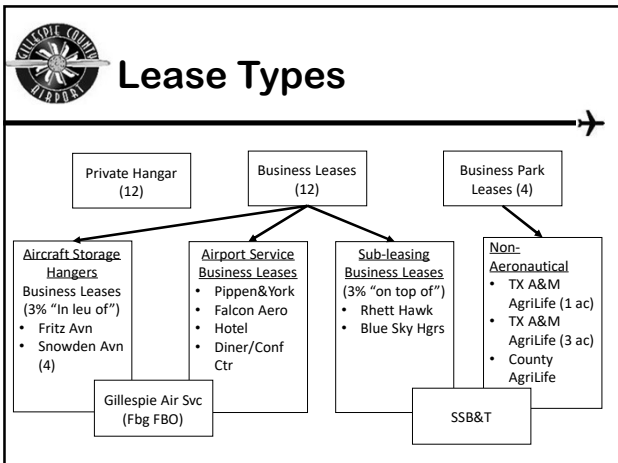 GILLESPIE COUNTY
AIRPORT
Lease Types
Private Hangar
(12)
Business Leases
(12)
Business Park
Leases (4)
Aircraft Storage
Hangers
Business Leases
(3% “In leu of”)
• Fritz Avn
• Snowden Avn
(4)
Airport Service
Business Leases
• Pippen&York
• Falcon Aero
• Hotel
• Diner/Conf
Ctr
Sub-leasing
Business Leases
(3% “on top of”)
• Rhett Hawk
• Blue Sky Hgrs
Non-
Aeronautical
• TX A&M
AgriLife (1 ac)
• TX A&M
AgriLife (3 ac)
• County
AgriLife
Gillespie Air Svc
(Fbg FBO)
SSB&T